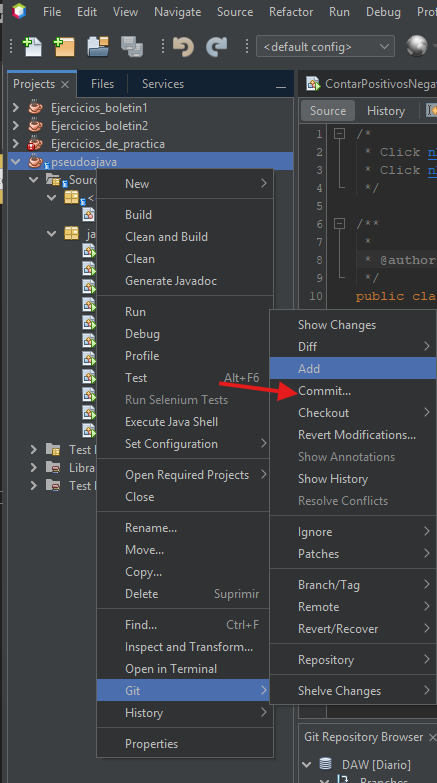 File Edit View Navigate Source Refactor Run Debug
<default config>
Projects Files Services
Ejercicios_boletin1
Ejercicios_boletin2
Ejercicios_de_practica
pseudoajava
Sour
<
ja
Test
Libra
Test
New
Build
Clean and Build
Clean
Generate Javadoc
Run
Debug
Profile
Test Alt+F6
Run Selenium Tests
Execute Java Shell
Set Configuration
Open Required Projects
Close
Rename...
Move...
Copy...
Delete Suprimir
Find... Ctrl+F
Inspect and Transform...
Open in Terminal
Git
History
Properties
ContarPositivosNega
Source History
1 /*
2 * Click n
3 * Click n
4 */
5
6 /**
7 *
8 * @author
9 */
10 public cla
Show Changes
Diff
Add
Commit...
Checkout
Revert Modifications...
Show Annotations
Show History
Resolve Conflicts
Ignore
Patches
Branch/Tag
Remote
Revert/Recover
Repository
Shelve Changes
Git Repository Browser
DAW [Diario]
Branches